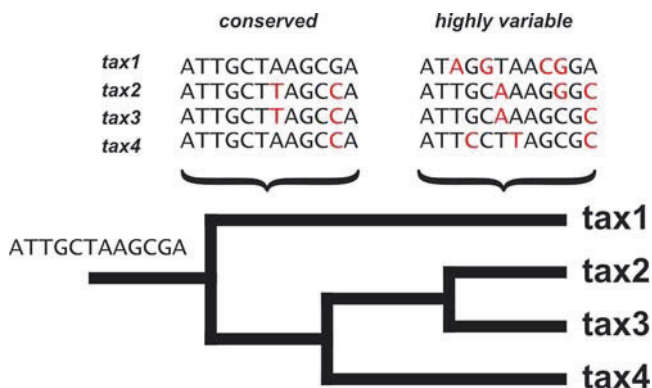 conserved highly variable
tax1 ATTGCTAAGCGA ATAGGTAACGGA
tax2 ATTGCTTAGCCA ATTGCAAAGGGC
tax3 ATTGCTTAGCCA ATTGCAAAGCGC
tax4 ATTGCTAAGCCA ATTCCTTAGCGC
tax1
ATTGCTAAGCGA
tax2
tax3
tax4